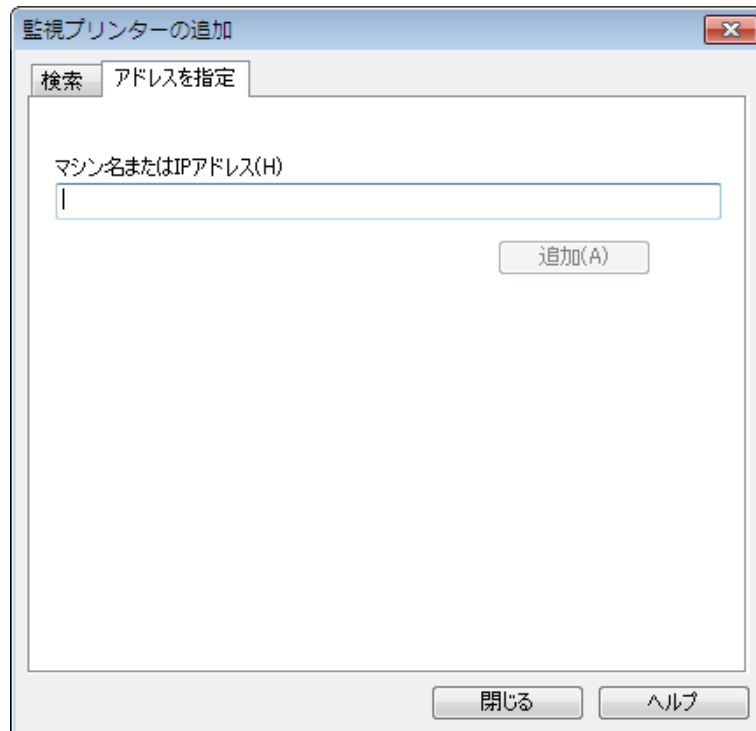 監視プリンターの追加
検索
アドレスを指定
マシン名またはIPアドレス(H)
追加(A)
閉じる
ヘルプ